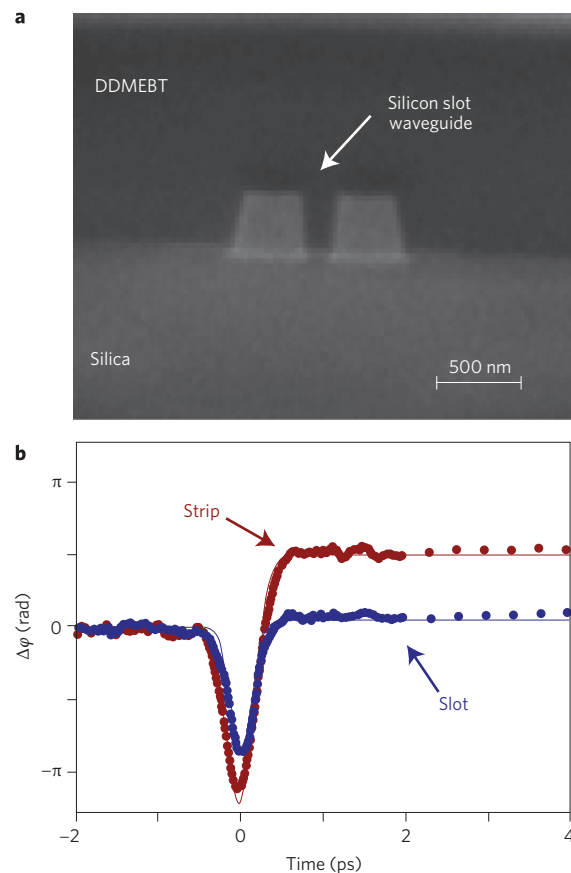 a
DDMEBT
Silicon slot
waveguide
Silica
500 nm
b
π
Strip
0
Δφ (rad)
Slot
−π
−2
0
2
4
Time (ps)